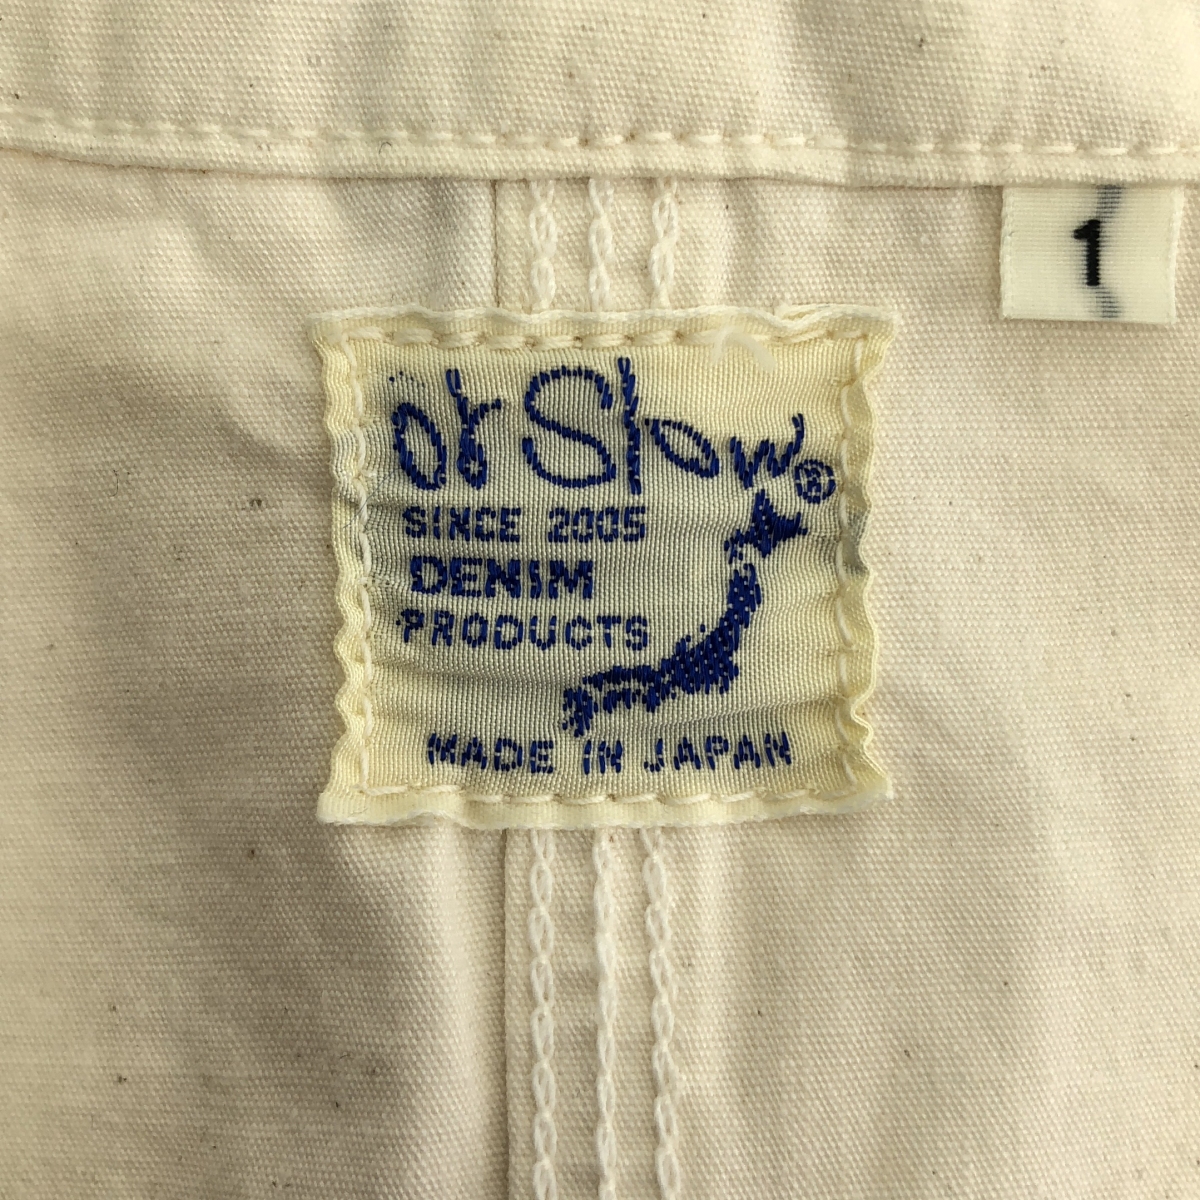 1
or Slow®
SINCE 2005
DENIM
PRODUCTS
MADE IN JAPAN